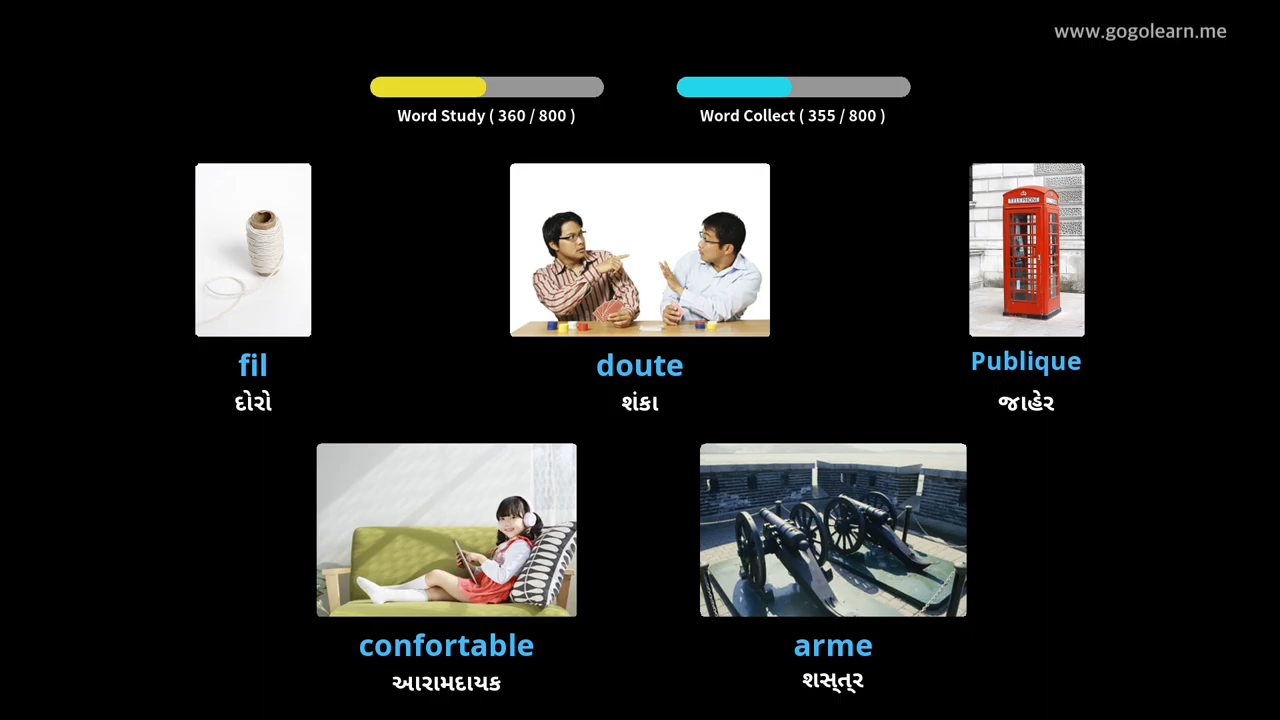 www.gogolearn.me
Word Study ( 360 / 800 )
Word Collect ( 355 / 800 )
TELEPHONE
fil
doute
Publique
દોરો
શંકા
જાહેર
confortable
arme
આરામદાયક
શસ્ત્ર